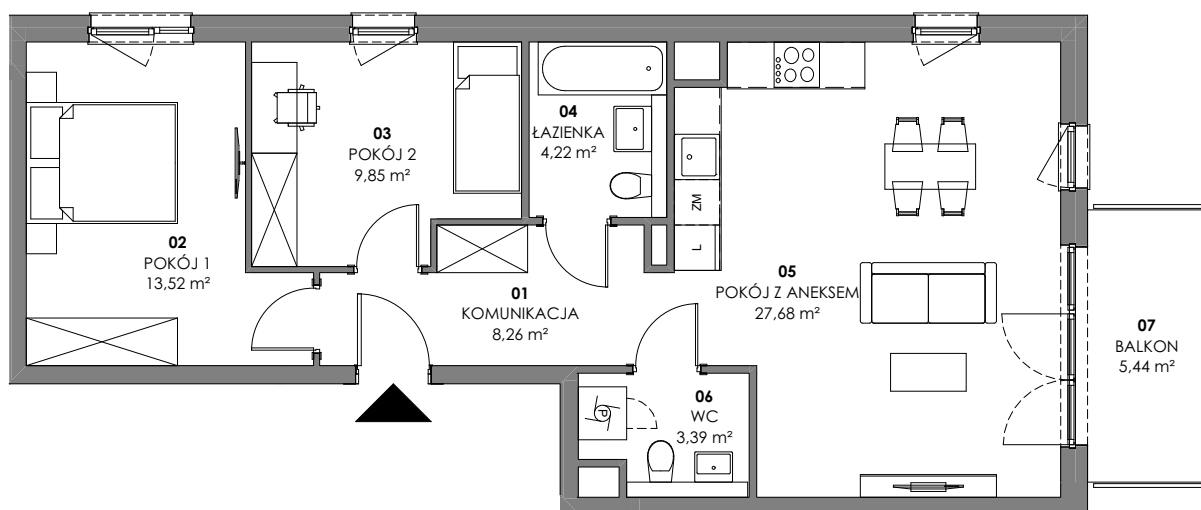 02
POKÓJ 1
13,52 m²
03
POKÓJ 2
9,85 m²
04
ŁAZIENKA
4,22 m²
ZM
L
01
KOMUNIKACJA
8,26 m²
05
POKÓJ Z ANEKSEM
27,68 m²
07
BALKON
5,44 m²
06
WC
3,39 m²
P